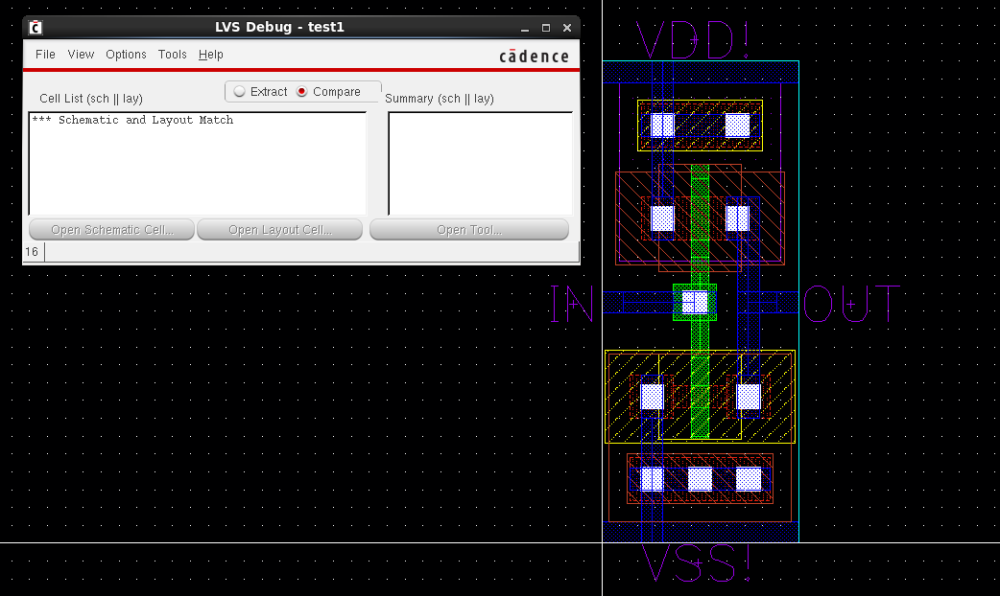 LVS Debug - test1
File View Options Tools Help
cādence
Extract Compare
Cell List (sch || lay)
Summary (sch || lay)
*** Schematic and Layout Match
Open Schematic Cell...
Open Layout Cell...
Open Tool...
16
VDD!
IN
OUT
VSS!